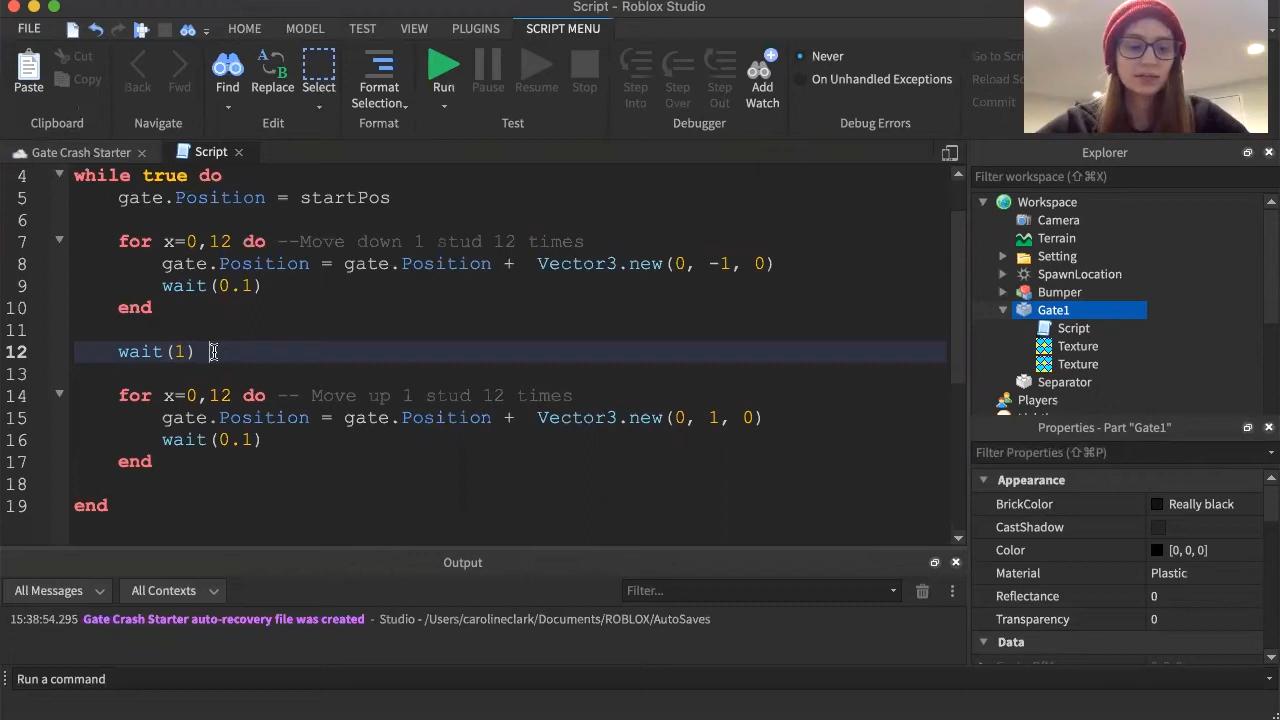 Script - Roblox Studio
FILE HOME MODEL TEST VIEW PLUGINS SCRIPT MENU
Paste Cut Copy Back Fwd Find Replace Select Format Selection Run Pause Resume Stop Step Into Step Over Step Out Add Watch Never On Unhandled Exceptions Go to Scri Reload Sc Commit
Clipboard Navigate Edit Format Test Debugger Debug Errors
Gate Crash Starter Script
4 while true do
5 gate.Position = startPos
6
7 for x=0,12 do --Move down 1 stud 12 times
8 gate.Position = gate.Position + Vector3.new(0, -1, 0)
9 wait(0.1)
10 end
11
12 wait(1)
13
14 for x=0,12 do -- Move up 1 stud 12 times
15 gate.Position = gate.Position + Vector3.new(0, 1, 0)
16 wait(0.1)
17 end
18
19 end
Explorer
Filter workspace (⇧⌘X)
Workspace
Camera
Terrain
Setting
SpawnLocation
Bumper
Gate1
Script
Texture
Texture
Separator
Players
Properties - Part "Gate1"
Filter Properties (⇧⌘P)
Appearance
BrickColor Really black
CastShadow
Color [0, 0, 0]
Material Plastic
Reflectance 0
Transparency 0
Data
Output
All Messages All Contexts Filter...
15:38:54.295 Gate Crash Starter auto-recovery file was created - Studio - /Users/carolineclark/Documents/ROBLOX/AutoSaves
Run a command